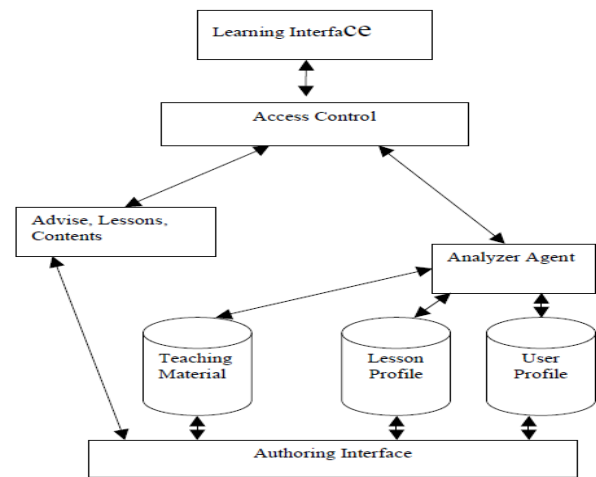 Learning Interface
Access Control
Advise, Lessons,
Contents
Analyzer Agent
Teaching
Material
Lesson
Profile
User
Profile
Authoring Interface